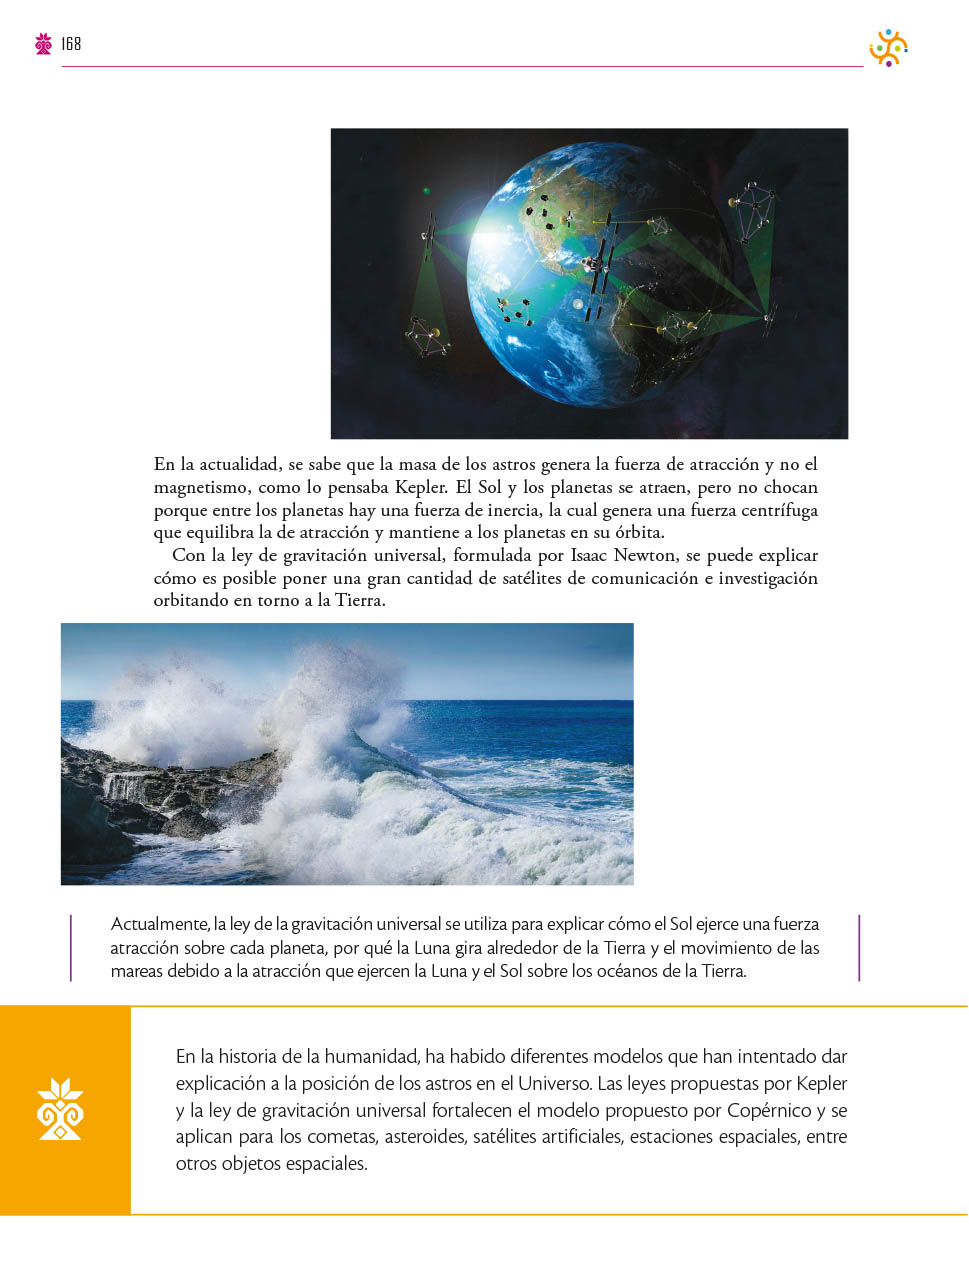 168
En la actualidad, se sabe que la masa de los astros genera la fuerza de atracción y no el
magnetismo, como lo pensaba Kepler. El Sol y los planetas se atraen, pero no chocan
porque entre los planetas hay una fuerza de inercia, la cual genera una fuerza centrífuga
que equilibra la de atracción y mantiene a los planetas en su órbita.
Con la ley de gravitación universal, formulada por Isaac Newton, se puede explicar
cómo es posible poner una gran cantidad de satélites de comunicación e investigación
orbitando en torno a la Tierra.
Actualmente, la ley de la gravitación universal se utiliza para explicar cómo el Sol ejerce una fuerza
atracción sobre cada planeta, por qué la Luna gira alrededor de la Tierra y el movimiento de las
mareas debido a la atracción que ejercen la Luna y el Sol sobre los océanos de la Tierra.
En la historia de la humanidad, ha habido diferentes modelos que han intentado dar
explicación a la posición de los astros en el Universo. Las leyes propuestas por Kepler
y la ley de gravitación universal fortalecen el modelo propuesto por Copérnico y se
aplican para los cometas, asteroides, satélites artificiales, estaciones espaciales, entre
otros objetos espaciales.